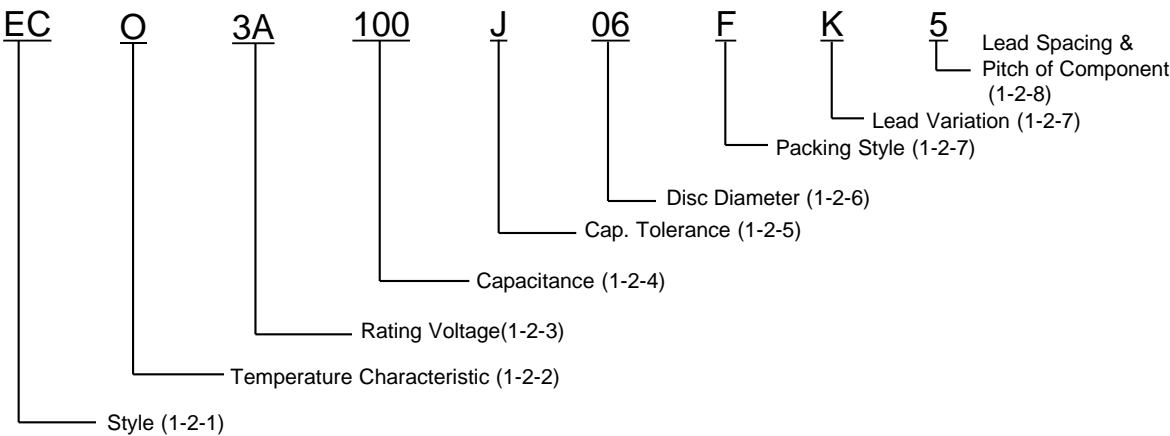 EC O 3A 100 J 06 F K 5
Lead Spacing &
Pitch of Component
(1-2-8)
Lead Variation (1-2-7)
Packing Style (1-2-7)
Disc Diameter (1-2-6)
Cap. Tolerance (1-2-5)
Capacitance (1-2-4)
Rating Voltage(1-2-3)
Temperature Characteristic (1-2-2)
Style (1-2-1)